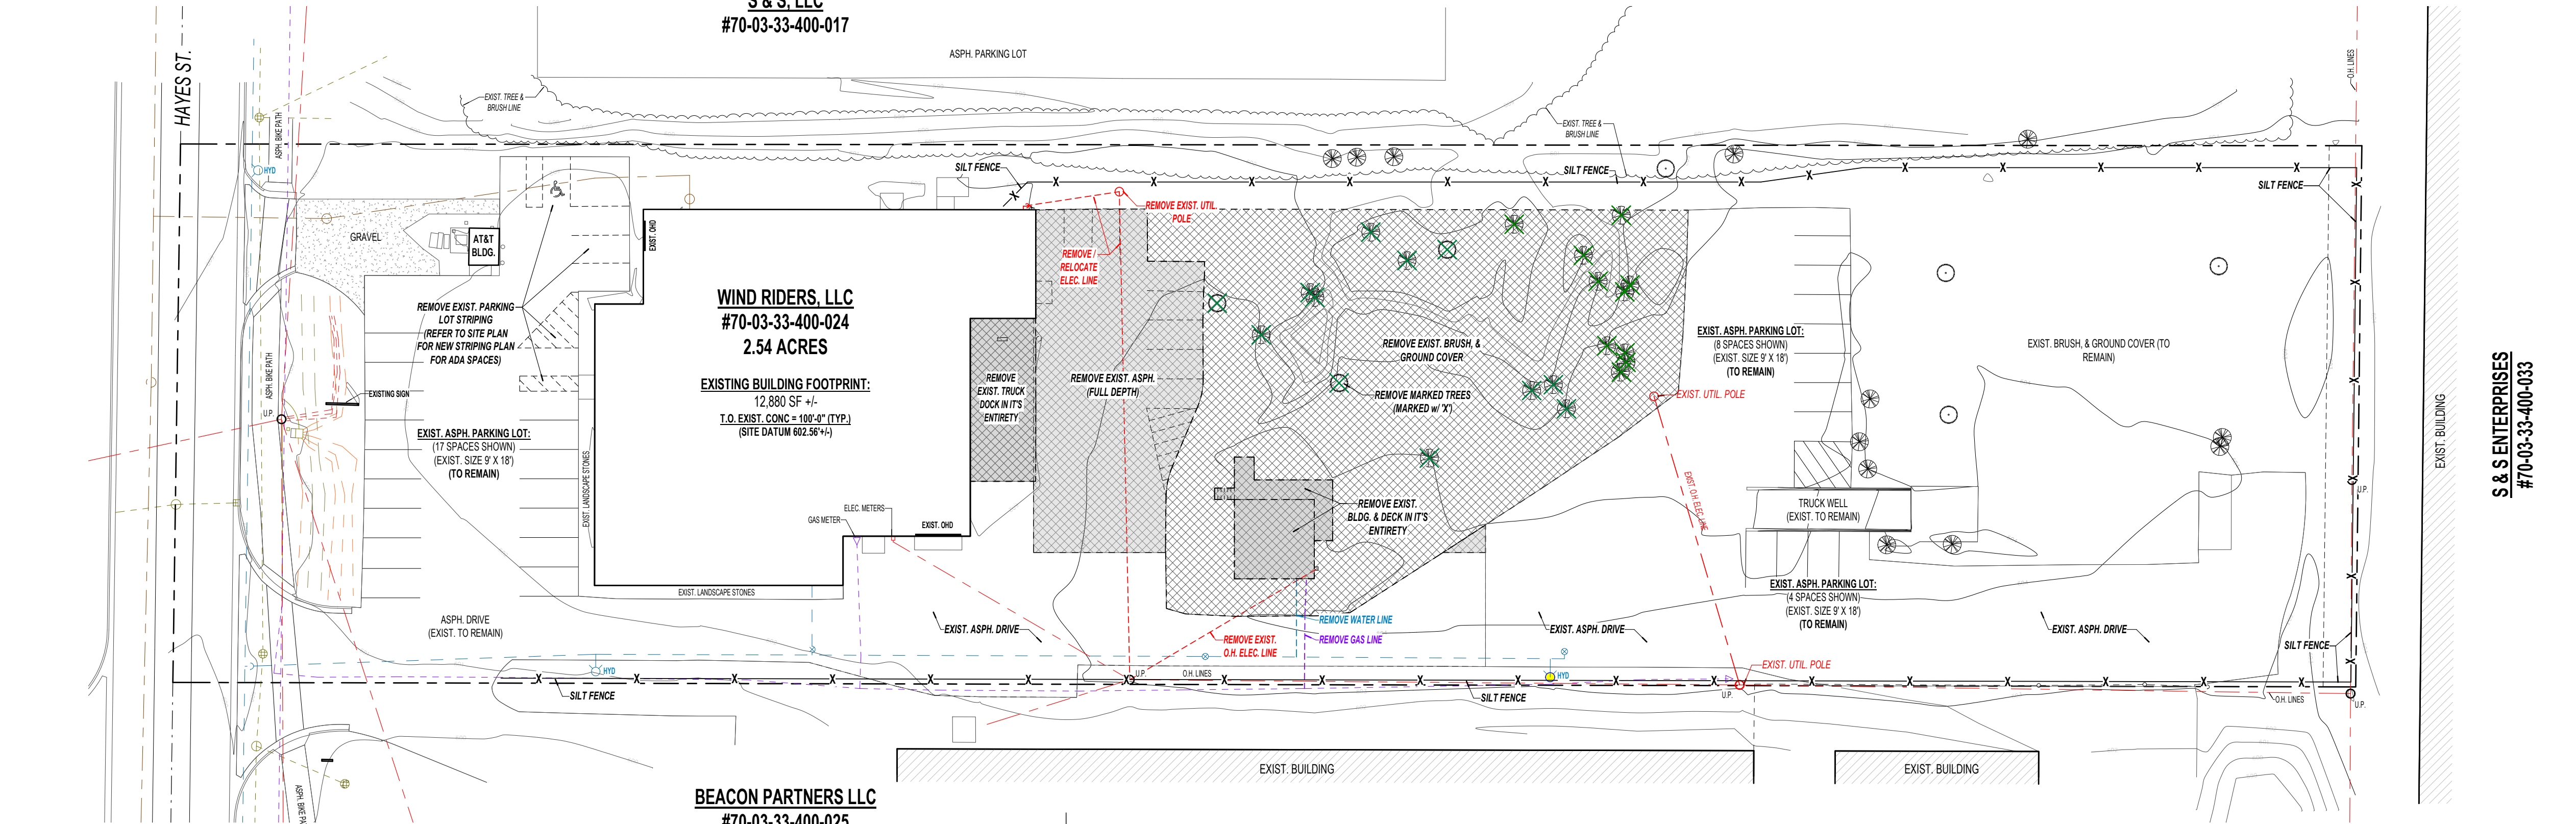 S & S, LLC
#70-03-33-400-017
ASPH. PARKING LOT
HAYES ST.
ASPH. BIKE PATH
HYD
EXIST. TREE &
BRUSH LINE
EXIST. TREE &
BRUSH LINE
O.H. LINES
SILT FENCE
SILT FENCE
SILT FENCE
GRAVEL
AT&T
BLDG.
EXIST. OHD
REMOVE EXIST. UTIL.
POLE
REMOVE /
RELOCATE
ELEC. LINE
REMOVE EXIST. PARKING
LOT STRIPING
(REFER TO SITE PLAN
FOR NEW STRIPING PLAN
FOR ADA SPACES)
WIND RIDERS, LLC
#70-03-33-400-024
2.54 ACRES
EXISTING BUILDING FOOTPRINT:
12,880 SF +/-
T.O. EXIST. CONC = 100'-0" (TYP.)
(SITE DATUM 602.56'+/-)
REMOVE
EXIST. TRUCK
DOCK IN IT'S
ENTIRETY
REMOVE EXIST. ASPH.
(FULL DEPTH)
REMOVE EXIST. BRUSH, &
GROUND COVER
REMOVE MARKED TREES
(MARKED w/ 'X')
EXIST. ASPH. PARKING LOT:
(8 SPACES SHOWN)
(EXIST. SIZE 9' X 18')
(TO REMAIN)
EXIST. BRUSH, & GROUND COVER (TO
REMAIN)
EXIST. UTIL. POLE
EXIST. BUILDING
S & S ENTERPRISES
#70-03-33-400-033
ASPH. BIKE PATH
EXISTING SIGN
U.P.
EXIST. ASPH. PARKING LOT:
(17 SPACES SHOWN)
(EXIST. SIZE 9' X 18')
(TO REMAIN)
EXIST. LANDSCAPE STONES
ELEC. METERS
GAS METER
EXIST. OHD
REMOVE EXIST.
BLDG. & DECK IN IT'S
ENTIRETY
EXIST. O.H. ELEC. LINE
TRUCK WELL
(EXIST. TO REMAIN)
U.P.
EXIST. LANDSCAPE STONES
EXIST. ASPH. PARKING LOT:
(4 SPACES SHOWN)
(EXIST. SIZE 9' X 18')
(TO REMAIN)
ASPH. DRIVE
(EXIST. TO REMAIN)
EXIST. ASPH. DRIVE
REMOVE WATER LINE
REMOVE GAS LINE
REMOVE EXIST.
O.H. ELEC. LINE
EXIST. ASPH. DRIVE
EXIST. ASPH. DRIVE
SILT FENCE
HYD
U.P.
O.H. LINES
HYD
EXIST. UTIL. POLE
SILT FENCE
SILT FENCE
U.P.
O.H. LINES
U.P.
EXIST. BUILDING
EXIST. BUILDING
BEACON PARTNERS LLC
#70-03-33-400-025